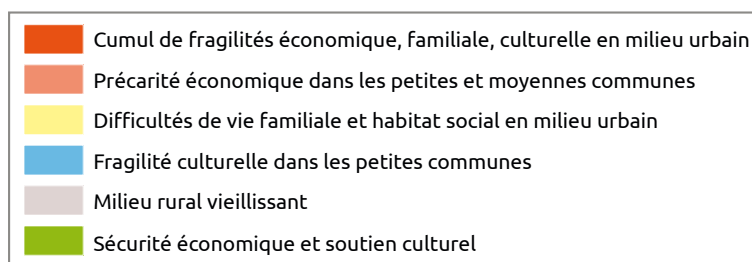 Cumul de fragilités économique, familiale, culturelle en milieu urbain
Précarité économique dans les petites et moyennes communes
Difficultés de vie familiale et habitat social en milieu urbain
Fragilité culturelle dans les petites communes
Milieu rural vieillissant
Sécurité économique et soutien culturel